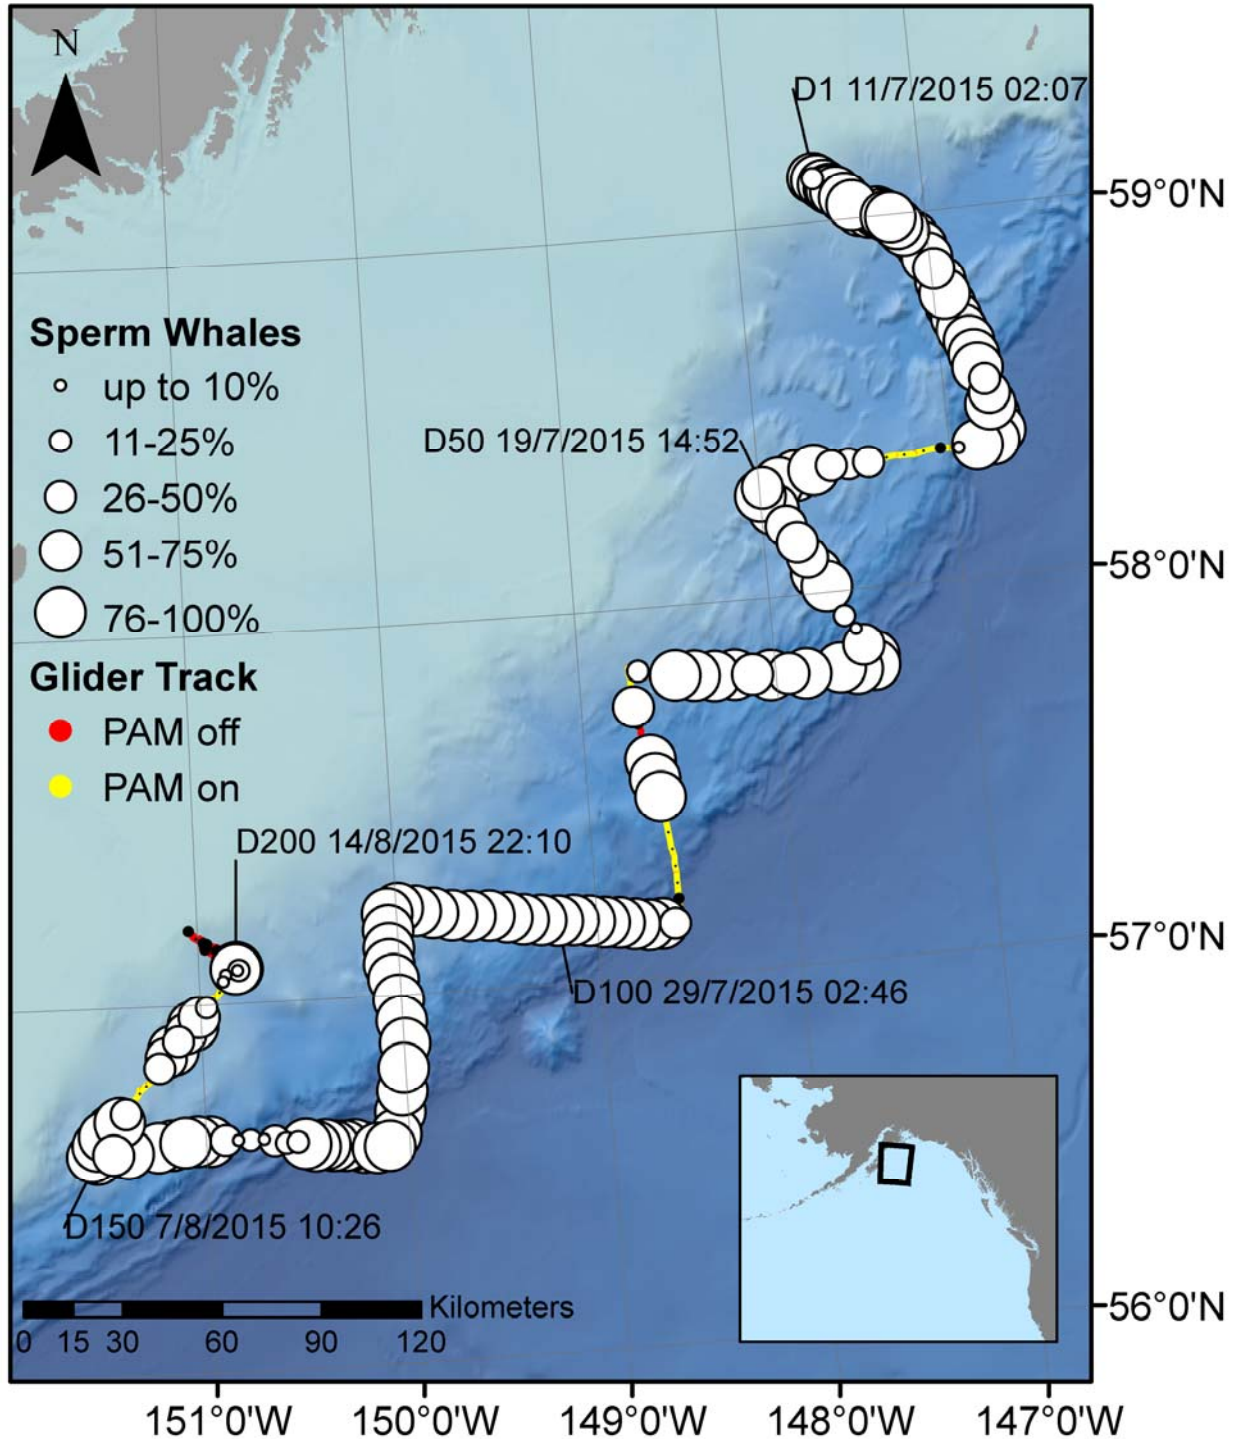 N
D1 11/7/2015 02:07
59°0'N
Sperm Whales
up to 10%
11-25%
D50 19/7/2015 14:52
26-50%
51-75%
58°0'N
76-100%
Glider Track
PAM off
PAM on
D200 14/8/2015 22:10
57°0'N
D100 29/7/2015 02:46
D150 7/8/2015 10:26
Kilometers
56°0'N
0 15 30 60 90 120
151°0'W 150°0'W 149°0'W 148°0'W 147°0'W